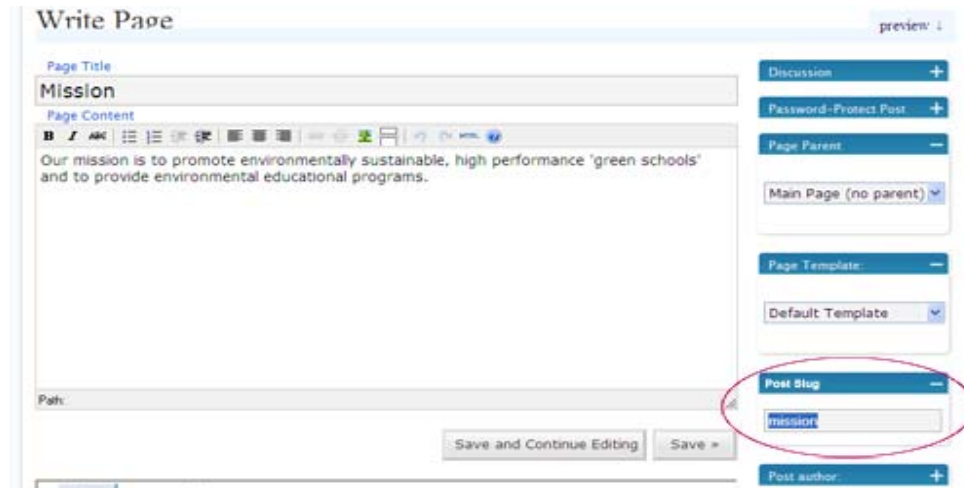 Write Page
preview ↓
Page Title
Mission
Page Content
B I ABC HTML
Our mission is to promote environmentally sustainable, high performance 'green schools'
and to provide environmental educational programs.
Path:
Save and Continue Editing
Save »
Discussion +
Password-Protect Post +
Page Parent –
Main Page (no parent)
Page Template: –
Default Template
Post Slug –
mission
Post author: +